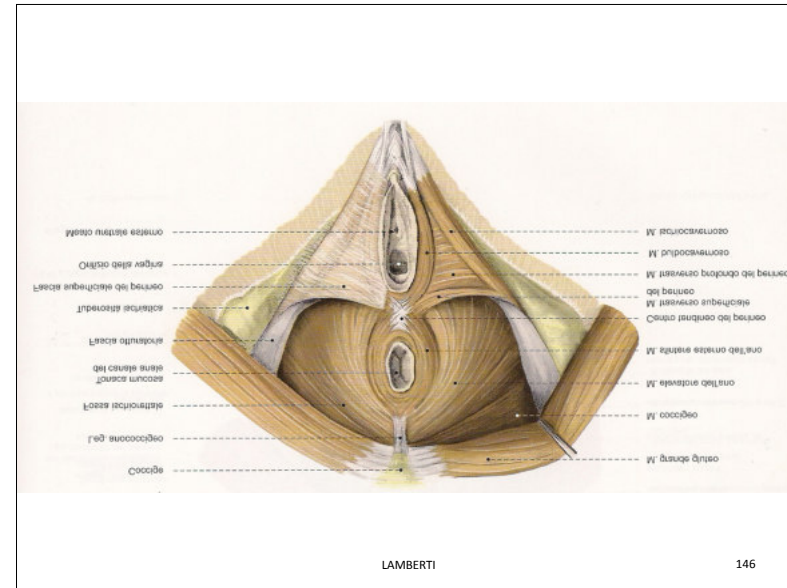 Meato uretrale esterno
Orifizio della vagina
Fascia superficiale del perineo
Tuberosità ischiatica
Fascia otturatoria
Tonaca mucosa
del canale anale
Fossa ischiorettale
Leg. anococcigeo
Coccige
M. ischiocavernoso
M. bulbocavernoso
M. trasverso profondo del perineo
M. trasverso superficiale
del perineo
Centro tendineo del perineo
M. sfintere esterno dell'ano
M. elevatore dell'ano
M. coccigeo
M. grande gluteo
LAMBERTI
146